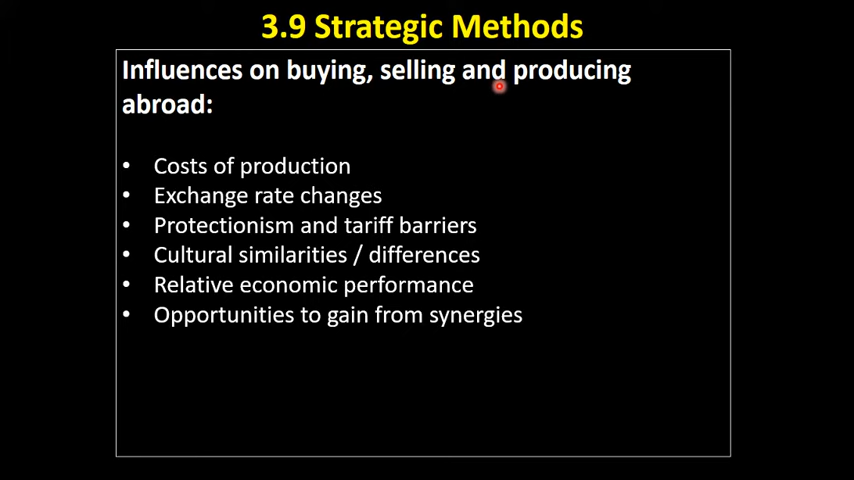 3.9 Strategic Methods
Influences on buying, selling and producing
abroad:
• Costs of production
• Exchange rate changes
• Protectionism and tariff barriers
• Cultural similarities / differences
• Relative economic performance
• Opportunities to gain from synergies